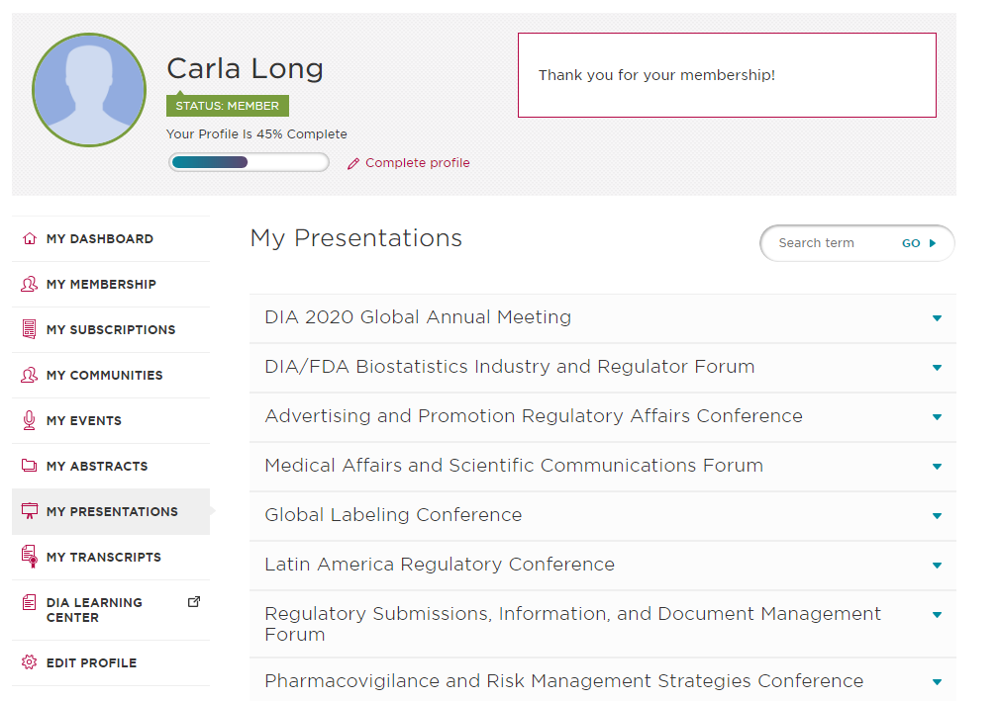 Carla Long
STATUS: MEMBER
Your Profile Is 45% Complete
Complete profile
Thank you for your membership!
MY DASHBOARD
MY MEMBERSHIP
MY SUBSCRIPTIONS
MY COMMUNITIES
MY EVENTS
MY ABSTRACTS
MY PRESENTATIONS
MY TRANSCRIPTS
DIA LEARNING
CENTER
EDIT PROFILE
My Presentations
Search term GO
DIA 2020 Global Annual Meeting
DIA/FDA Biostatistics Industry and Regulator Forum
Advertising and Promotion Regulatory Affairs Conference
Medical Affairs and Scientific Communications Forum
Global Labeling Conference
Latin America Regulatory Conference
Regulatory Submissions, Information, and Document Management
Forum
Pharmacovigilance and Risk Management Strategies Conference